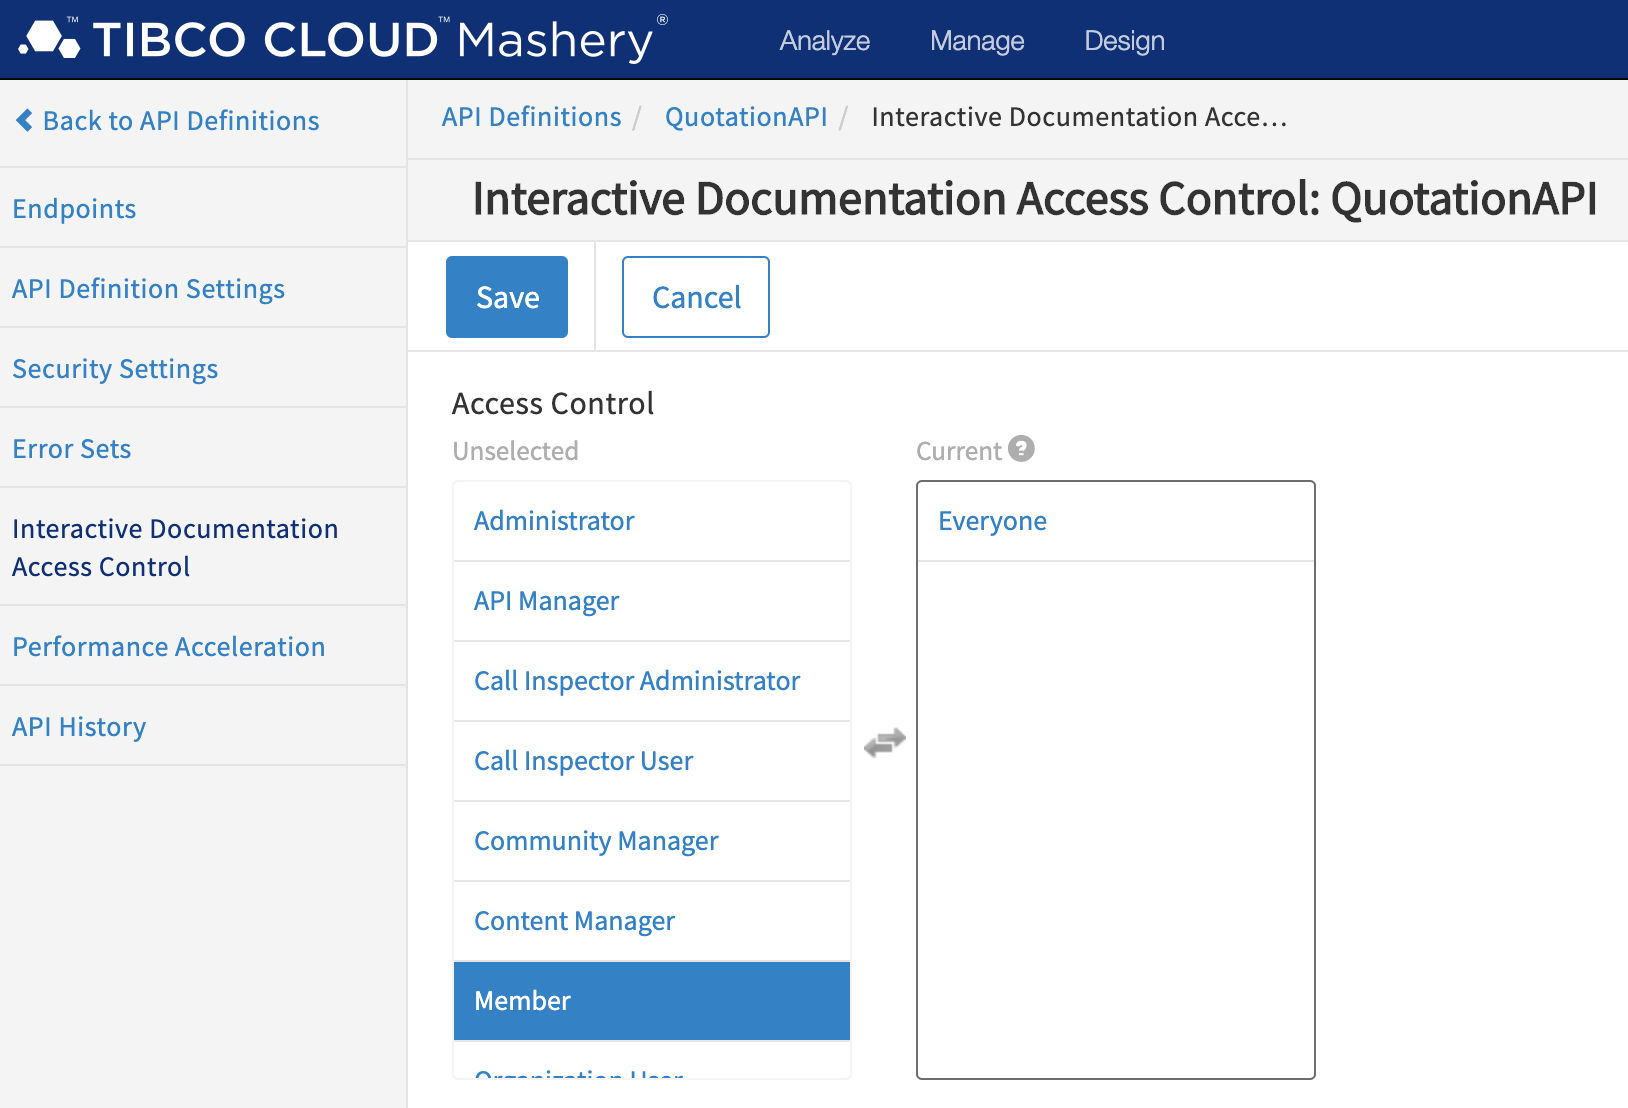 TIBCO CLOUD™ Mashery®
Analyze
Manage
Design
Back to API Definitions
Endpoints
API Definition Settings
Security Settings
Error Sets
Interactive Documentation
Access Control
Performance Acceleration
API History
API Definitions / QuotationAPI / Interactive Documentation Acce...
Interactive Documentation Access Control: QuotationAPI
Save
Cancel
Access Control
Unselected
Administrator
API Manager
Call Inspector Administrator
Call Inspector User
Community Manager
Content Manager
Member
Organization User
Current ?
Everyone